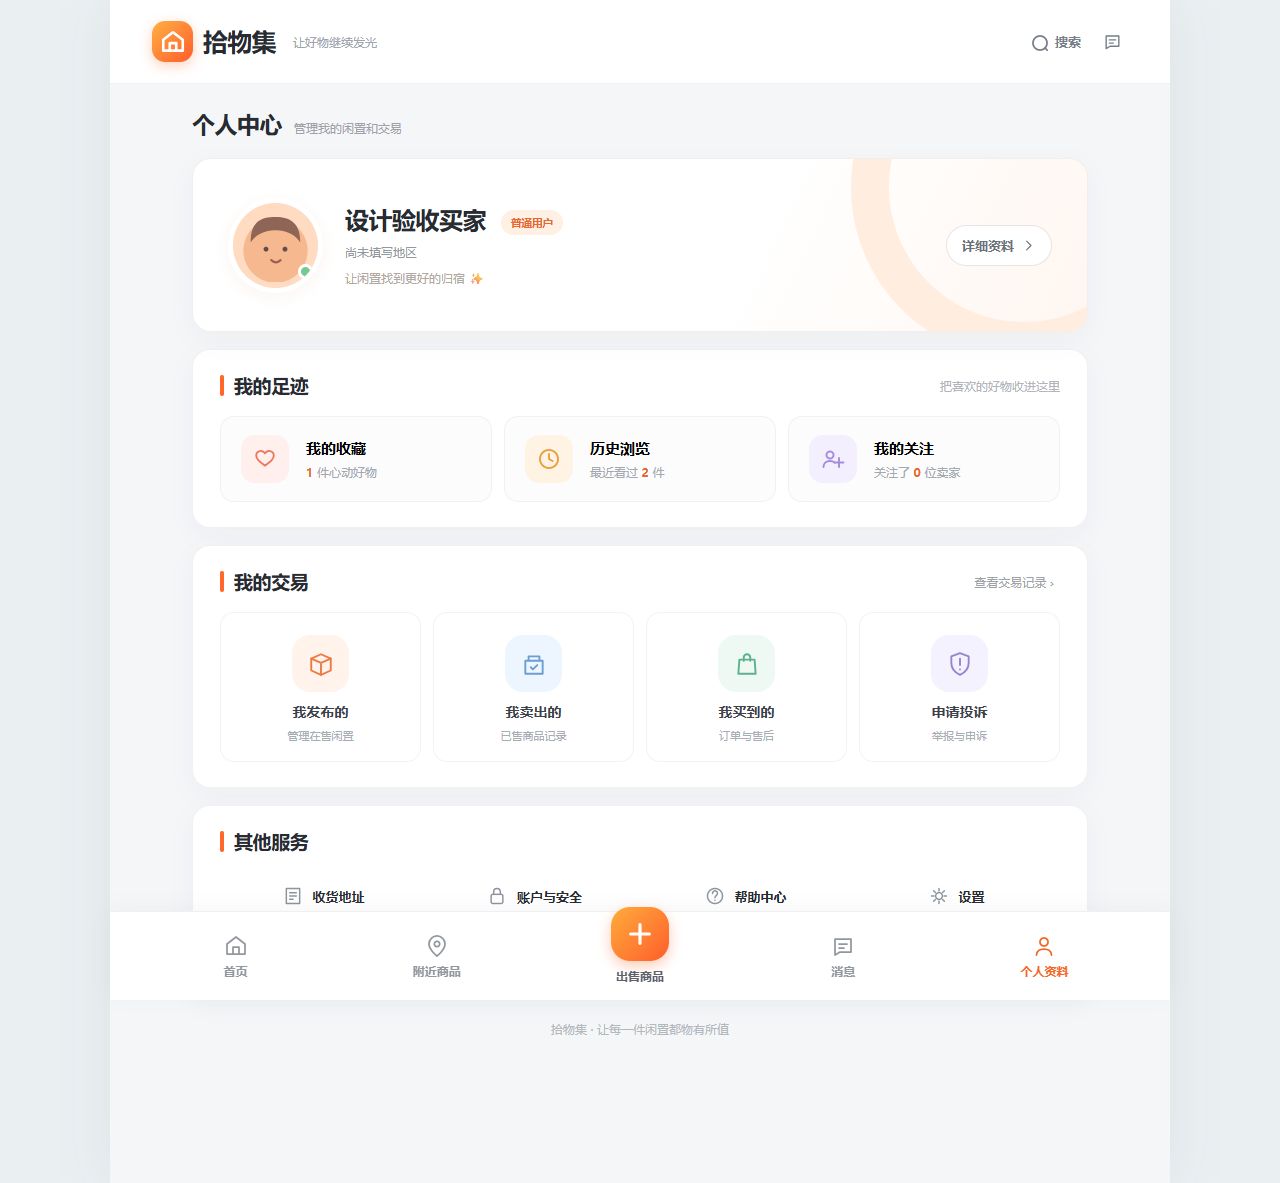 拾物集 让好物继续发光 搜索
个人中心 管理我的闲置和交易
设计验收买家 普通用户
尚未填写地区
详细资料
让闲置找到更好的归宿 ✨
我的足迹 把喜欢的好物收进这里
我的收藏 历史浏览 我的关注
1 件心动好物 最近看过 2 件 关注了 0 位卖家
我的交易 查看交易记录 ›
我发布的 我卖出的 我买到的 申请投诉
管理在售闲置 已售商品记录 订单与售后 举报与申诉
其他服务
收货地址 账户与安全 帮助中心 设置
首页 附近商品 出售商品 消息 个人资料
拾物集 · 让每一件闲置都物有所值